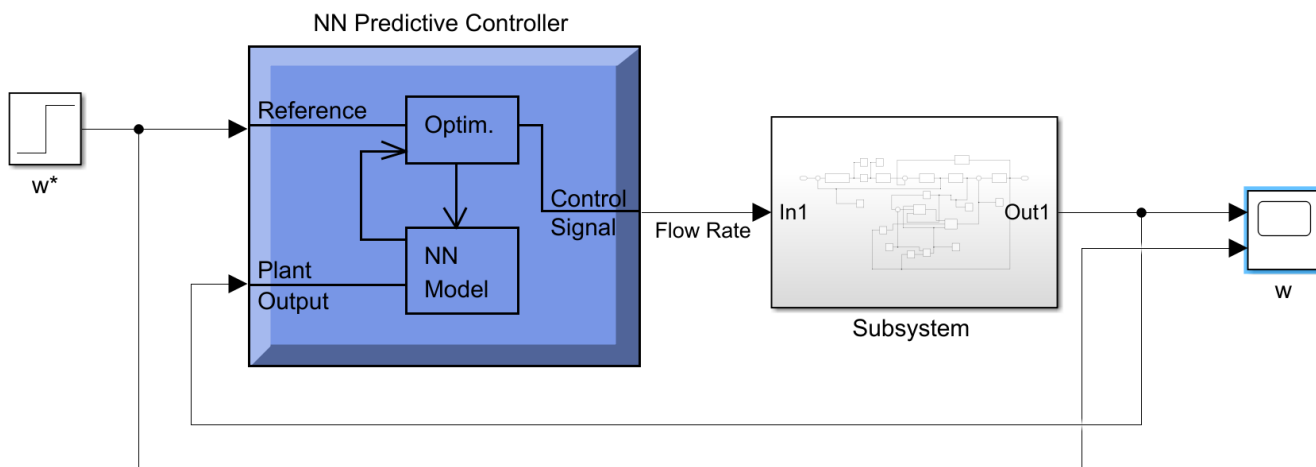 NN Predictive Controller
Reference
Optim.
w*
Control
Signal
Flow Rate
In1
Out1
NN
Model
Plant
Output
w
Subsystem